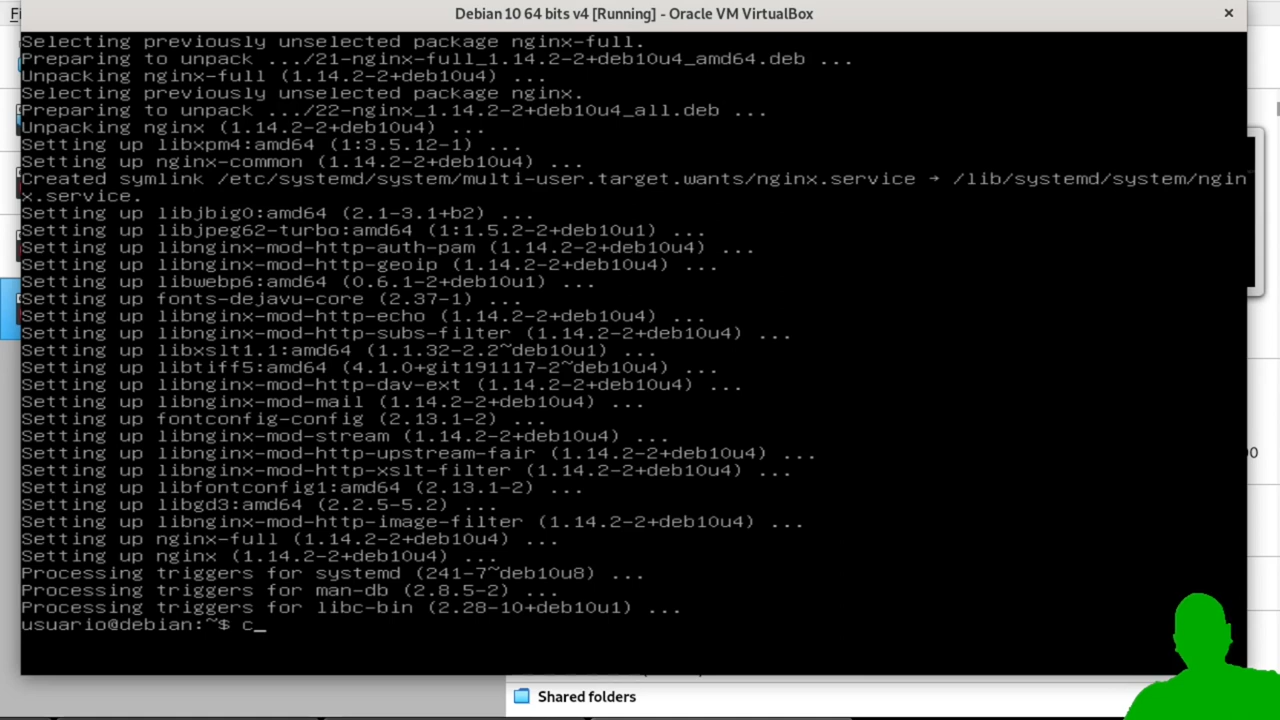 Fi
Debian 10 64 bits v4 [Running] - Oracle VM VirtualBox
Selecting previously unselected package nginx-full.
Preparing to unpack .../21-nginx-full_1.14.2-2+deb10u4_amd64.deb ...
Unpacking nginx-full (1.14.2-2+deb10u4) ...
Selecting previously unselected package nginx.
Preparing to unpack .../22-nginx_1.14.2-2+deb10u4_all.deb ...
Unpacking nginx (1.14.2-2+deb10u4) ...
Setting up libxpm4:amd64 (1:3.5.12-1) ...
Setting up nginx-common (1.14.2-2+deb10u4) ...
Created symlink /etc/systemd/system/multi-user.target.wants/nginx.service → /lib/systemd/system/ngin
x.service.
Setting up libjbig0:amd64 (2.1-3.1+b2) ...
Setting up libjpeg62-turbo:amd64 (1:1.5.2-2+deb10u1) ...
Setting up libnginx-mod-http-auth-pam (1.14.2-2+deb10u4) ...
Setting up libnginx-mod-http-geoip (1.14.2-2+deb10u4) ...
Setting up libwebp6:amd64 (0.6.1-2+deb10u1) ...
Setting up fonts-dejavu-core (2.37-1) ...
Setting up libnginx-mod-http-echo (1.14.2-2+deb10u4) ...
Setting up libnginx-mod-http-subs-filter (1.14.2-2+deb10u4) ...
Setting up libxslt1.1:amd64 (1.1.32-2.2~deb10u1) ...
Setting up libtiff5:amd64 (4.1.0+git191117-2~deb10u4) ...
Setting up libnginx-mod-http-dav-ext (1.14.2-2+deb10u4) ...
Setting up libnginx-mod-mail (1.14.2-2+deb10u4) ...
Setting up fontconfig-config (2.13.1-2) ...
Setting up libnginx-mod-stream (1.14.2-2+deb10u4) ...
Setting up libnginx-mod-http-upstream-fair (1.14.2-2+deb10u4) ...
Setting up libnginx-mod-http-xslt-filter (1.14.2-2+deb10u4) ...
Setting up libfontconfig1:amd64 (2.13.1-2) ...
Setting up libgd3:amd64 (2.2.5-5.2) ...
Setting up libnginx-mod-http-image-filter (1.14.2-2+deb10u4) ...
Setting up nginx-full (1.14.2-2+deb10u4) ...
Setting up nginx (1.14.2-2+deb10u4) ...
Processing triggers for systemd (241-7~deb10u8) ...
Processing triggers for man-db (2.8.5-2) ...
Processing triggers for libc-bin (2.28-10+deb10u1) ...
usuario@debian:~$ c_
Shared folders